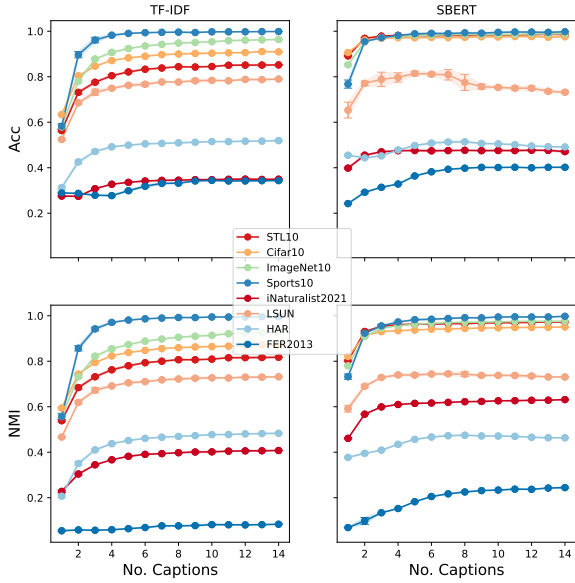 TF-IDF
SBERT
1.0
0.8
0.6
0.4
0.2
Acc
STL10
Cifar10
ImageNet10
Sports10
iNaturalist2021
LSUN
HAR
FER2013
1.0
0.8
0.6
0.4
0.2
NMI
2 4 6 8 10 12 14
2 4 6 8 10 12 14
No. Captions
No. Captions